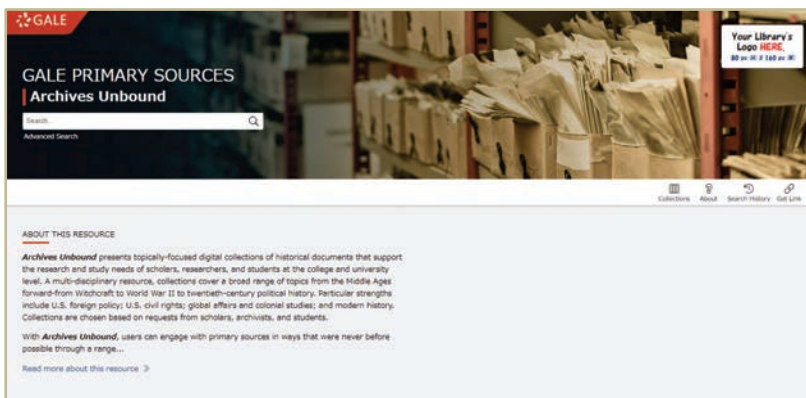 GALE
Your Library's
Logo HERE.
80 px (H) X 160 px (W)
GALE PRIMARY SOURCES
Archives Unbound
Search...
Advanced Search
Collections About Search History Get Link
ABOUT THIS RESOURCE
Archives Unbound presents topically-focused digital collections of historical documents that support
the research and study needs of scholars, researchers, and students at the college and university
level. A multi-disciplinary resource, collections cover a broad range of topics from the Middle Ages
forward-from Witchcraft to World War II to twentieth-century political history. Particular strengths
include U.S. foreign policy; U.S. civil rights; global affairs and colonial studies; and modern history.
Collections are chosen based on requests from scholars, archivists, and students.
With Archives Unbound, users can engage with primary sources in ways that were never before
possible through a range...
Read more about this resource >